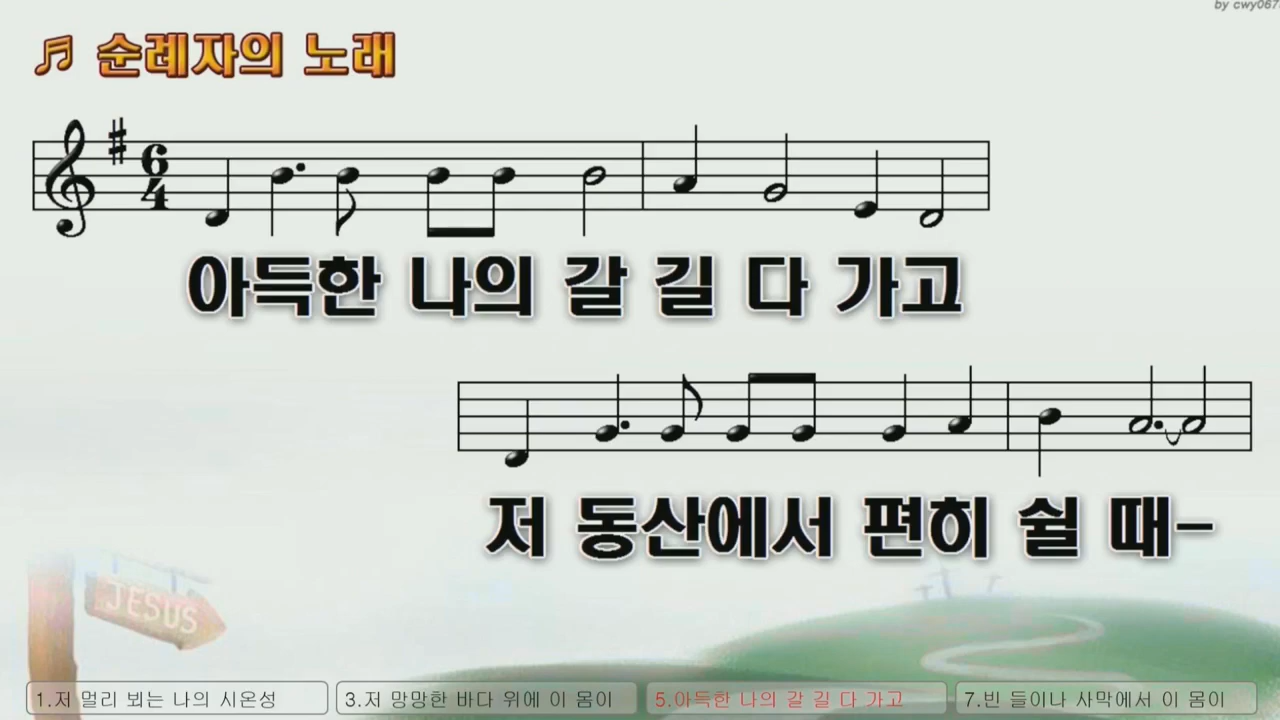 by cwy067
♬ 순례자의 노래
6
4
아득한 나의 갈 길 다 가고
저 동산에서 편히 쉴 때-
JESUS
1.저 멀리 뵈는 나의 시온성
3.저 망망한 바다 위에 이 몸이
5.아득한 나의 갈 길 다 가고
7.빈 들이나 사막에서 이 몸이